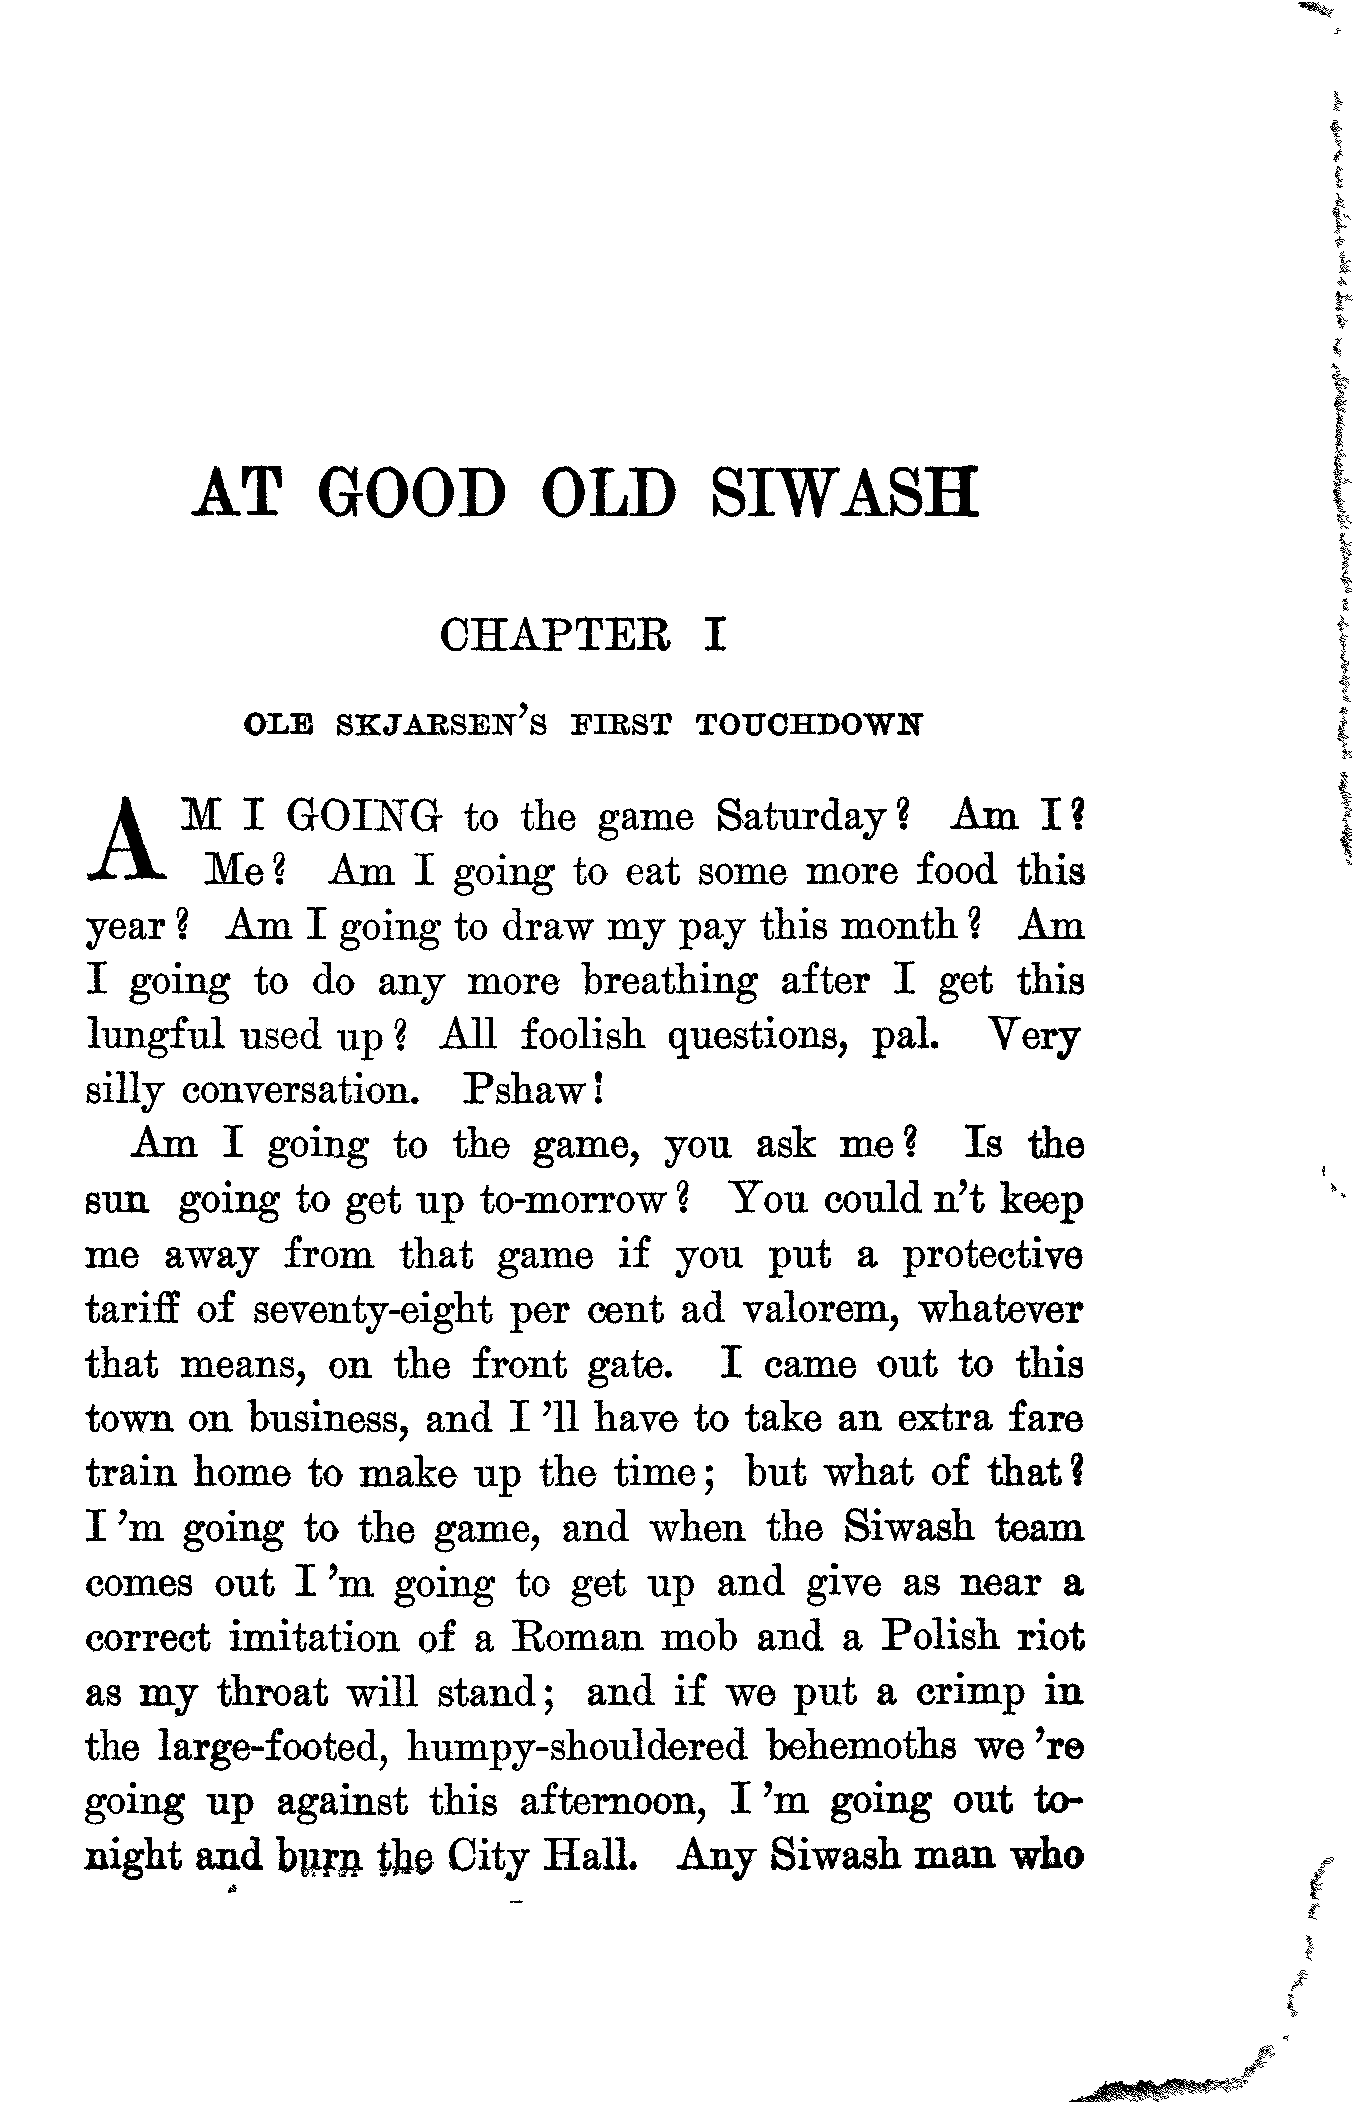 AT GOOD OLD SIWASH
CHAPTER I
OLE SKJARSEN'S FIRST TOUCHDOWN
AM I GOING to the game Saturday? Am I?
Me? Am I going to eat some more food this
year? Am I going to draw my pay this month? Am
I going to do any more breathing after I get this
lungful used up? All foolish questions, pal. Very
silly conversation. Pshaw!
Am I going to the game, you ask me? Is the
sun going to get up to-morrow? You could n't keep
me away from that game if you put a protective
tariff of seventy-eight per cent ad valorem, whatever
that means, on the front gate. I came out to this
town on business, and I 'll have to take an extra fare
train home to make up the time; but what of that?
I 'm going to the game, and when the Siwash team
comes out I 'm going to get up and give as near a
correct imitation of a Roman mob and a Polish riot
as my throat will stand; and if we put a crimp in
the large-footed, humpy-shouldered behemoths we 're
going up against this afternoon, I 'm going out to-
night and burn the City Hall. Any Siwash man who